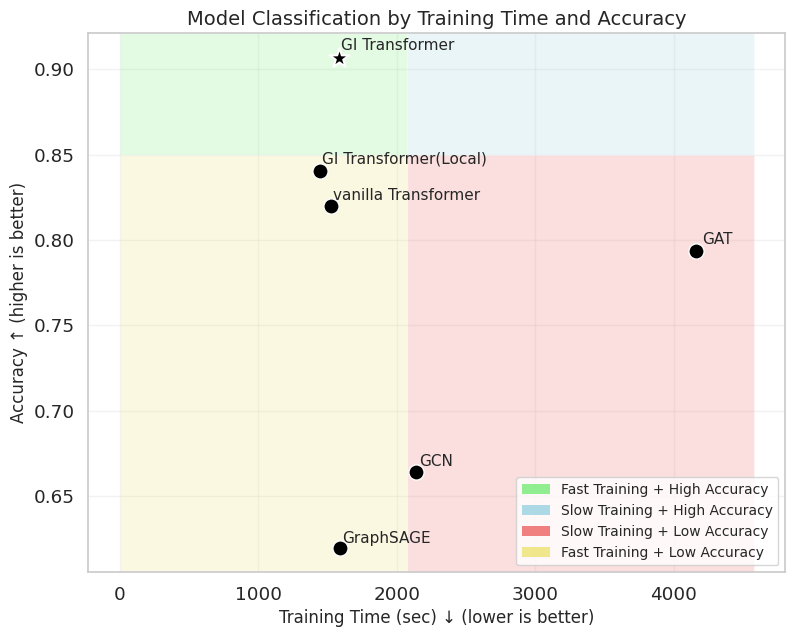 Model Classification by Training Time and Accuracy
GI Transformer
0.90
GI Transformer(Local)
0.85
vanilla Transformer
Accuracy ↑ (higher is better)
0.80
GAT
0.75
0.70
GCN
0.65
GraphSAGE
Fast Training + High Accuracy
Slow Training + High Accuracy
Slow Training + Low Accuracy
Fast Training + Low Accuracy
0 1000 2000 3000 4000
Training Time (sec) ↓ (lower is better)